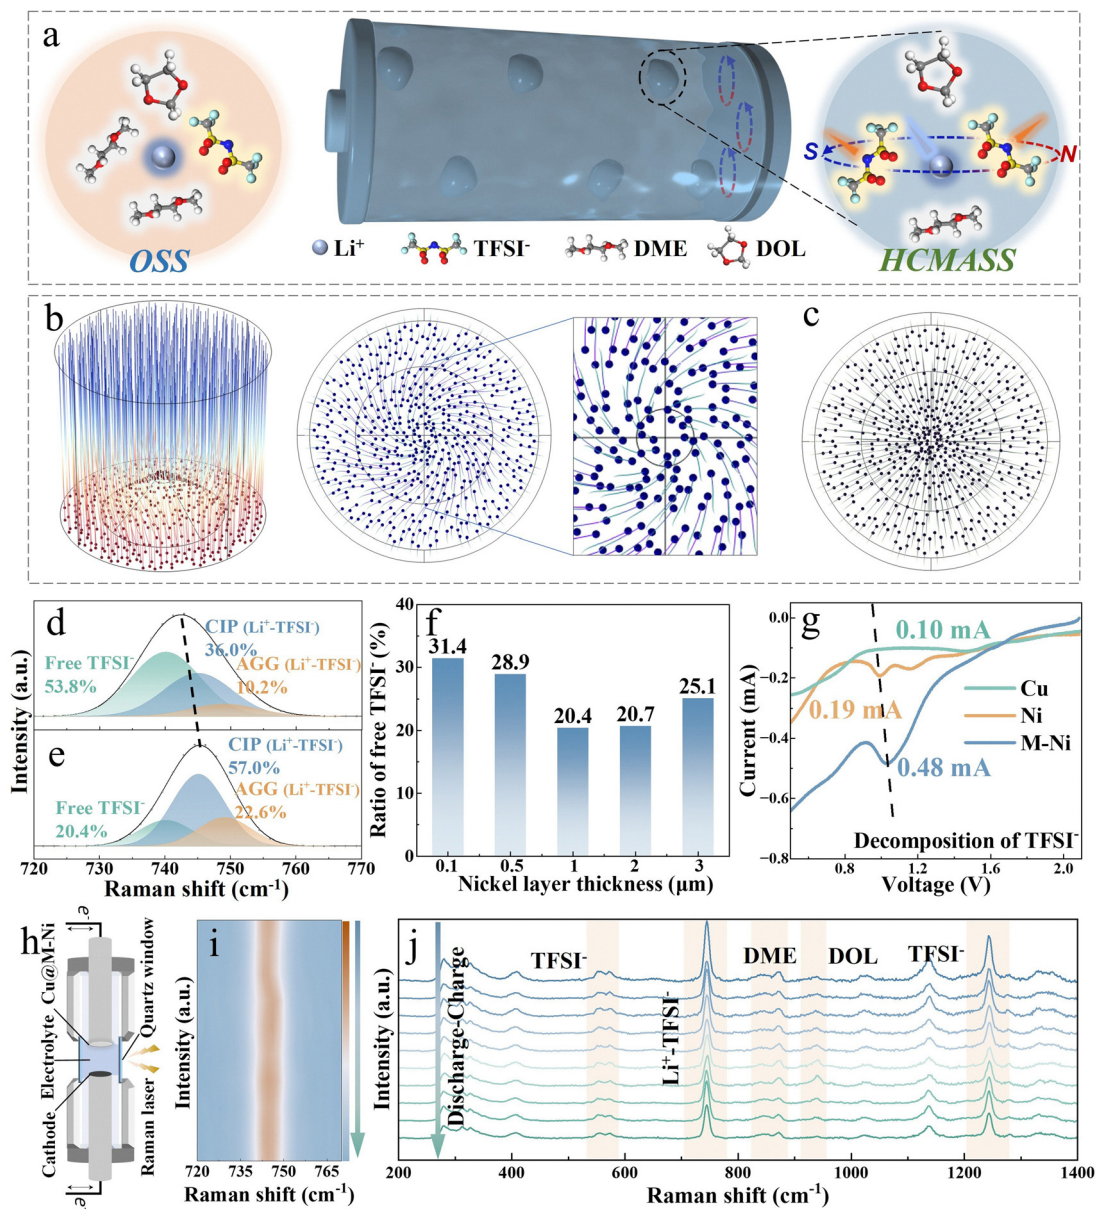 a
S
N
OSS
Li⁺
TFSI⁻
DME
DOL
HCMASS
b
c
d
CIP (Li⁺-TFSI⁻)
36.0%
Free TFSI⁻
53.8%
AGG (Li⁺-TFSI⁻)
10.2%
e
CIP (Li⁺-TFSI⁻)
57.0%
AGG (Li⁺-TFSI⁻)
22.6%
Free TFSI⁻
20.4%
Intensity (a.u.)
720 730 740 750 760 770
Raman shift (cm⁻¹)
f
40
30
20
10
0
31.4
28.9
20.4
20.7
25.1
0.1 0.5 1 2 3
Ratio of free TFSI⁻ (%)
Nickel layer thickness (μm)
g
0.0
−0.2
−0.4
−0.6
−0.8
0.10 mA
0.19 mA
0.48 mA
Cu
Ni
M-Ni
Decomposition of TFSI⁻
0.8 1.2 1.6 2.0
Current (mA)
Voltage (V)
h
e⁻
Cathode
Electrolyte
Cu@M-Ni
Quartz window
Raman laser
e⁻
i
Intensity (a.u.)
720 735 750 765
Raman shift (cm⁻¹)
j
Intensity (a.u.)
Discharge-Charge
TFSI⁻
Li⁺-TFSI⁻
DME
DOL
TFSI⁻
200 400 600 800 1000 1200 1400
Raman shift (cm⁻¹)